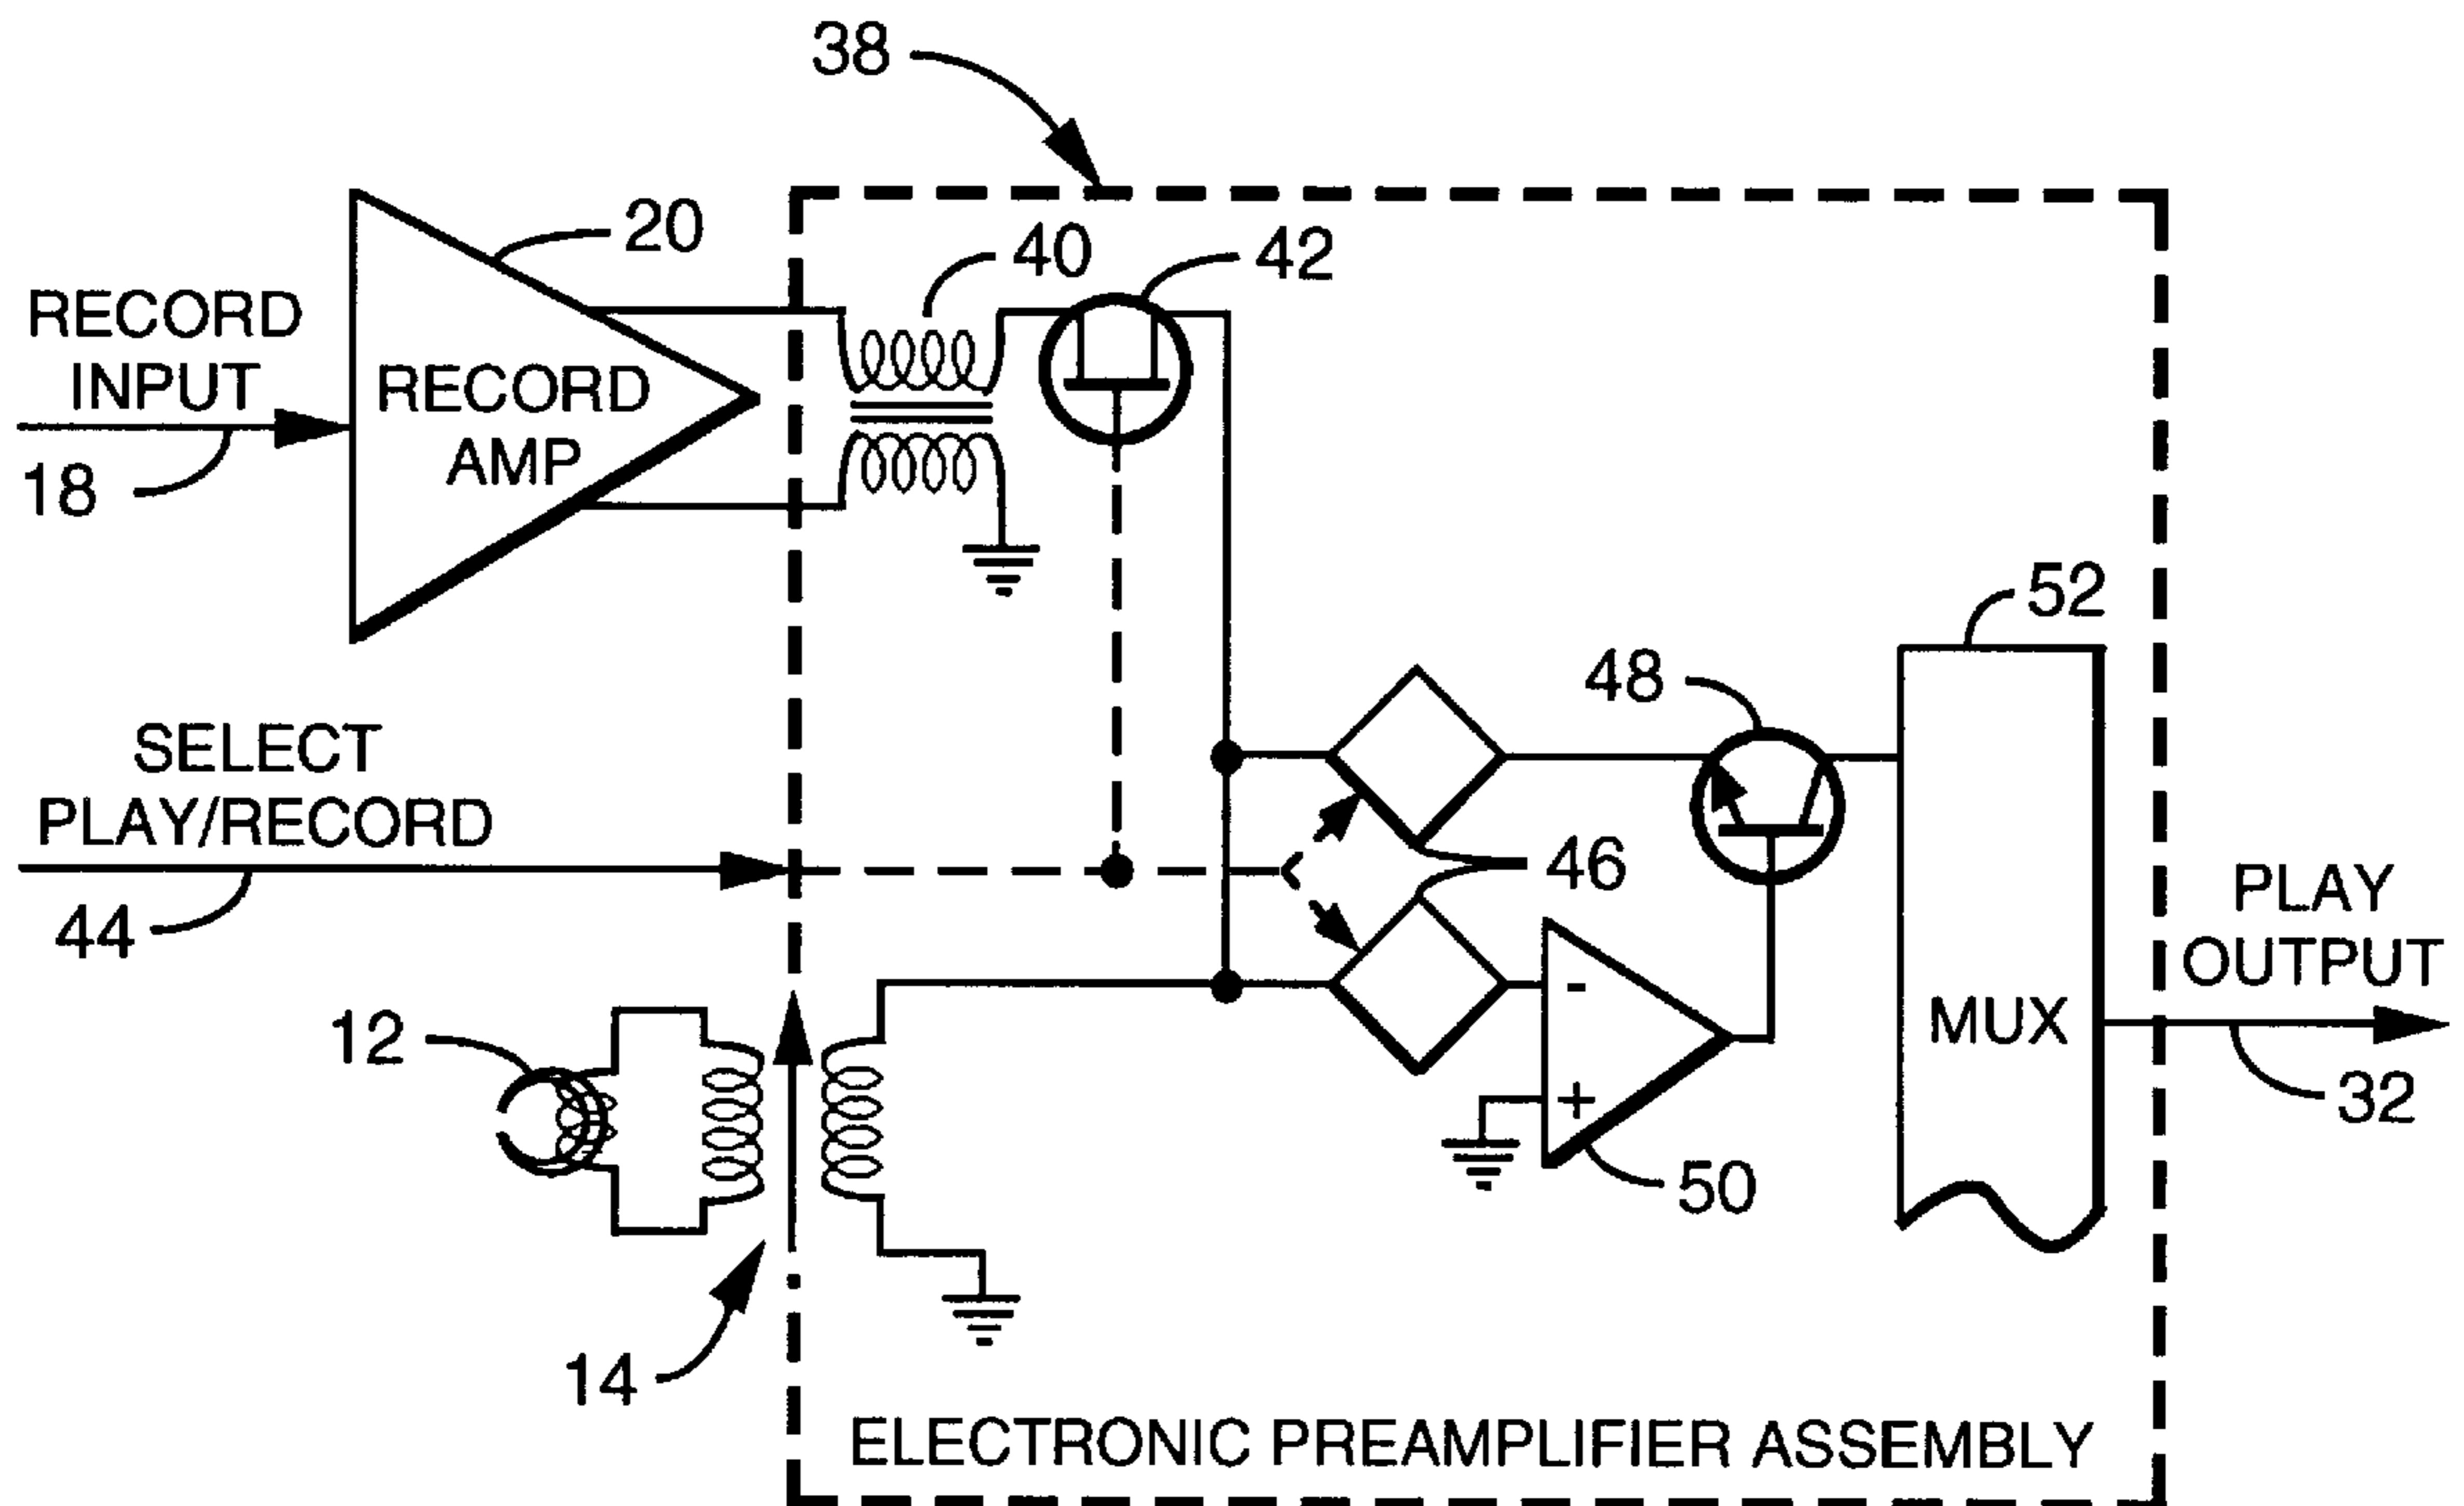 38
20
40
42
RECORD
INPUT
RECORD
AMP
18
52
48
SELECT
PLAY/RECORD
46
44
PLAY
OUTPUT
-
MUX
12
+
32
50
14
ELECTRONIC PREAMPLIFIER ASSEMBLY